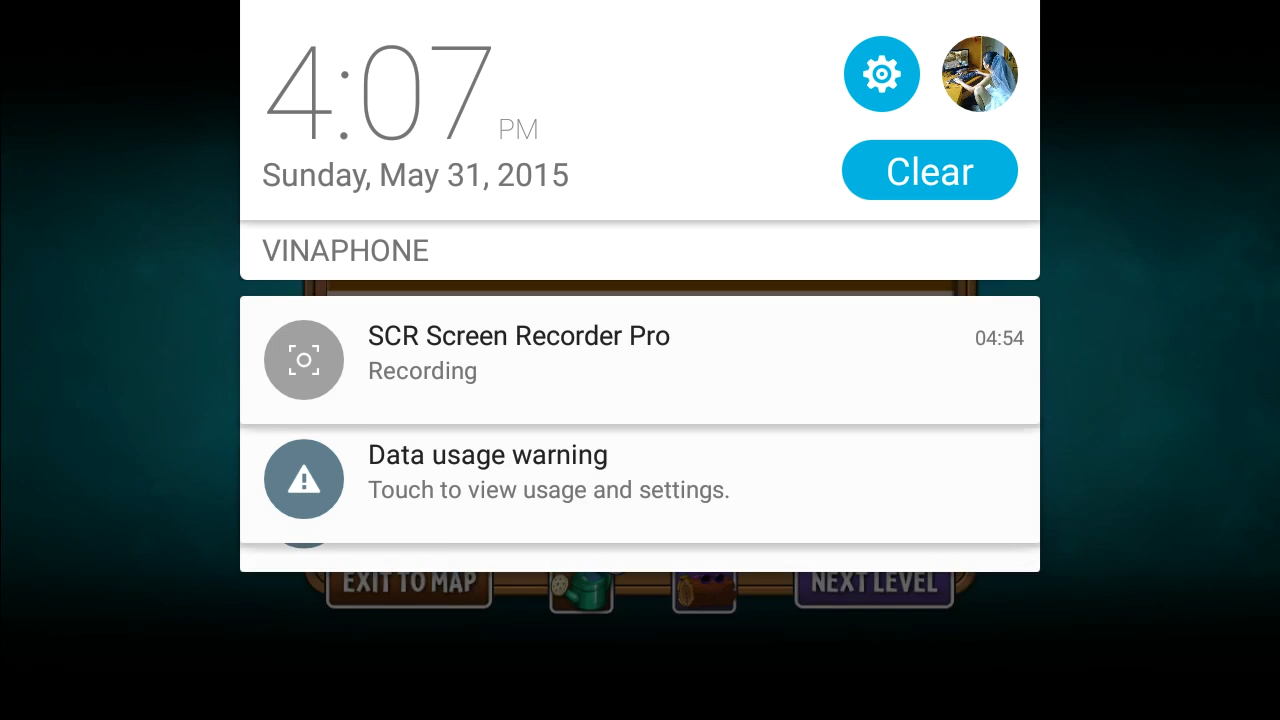 4:07 PM
Sunday, May 31, 2015
Clear
VINAPHONE
SCR Screen Recorder Pro
04:54
Recording
Data usage warning
Touch to view usage and settings.
EXIT TO MAP
NEXT LEVEL